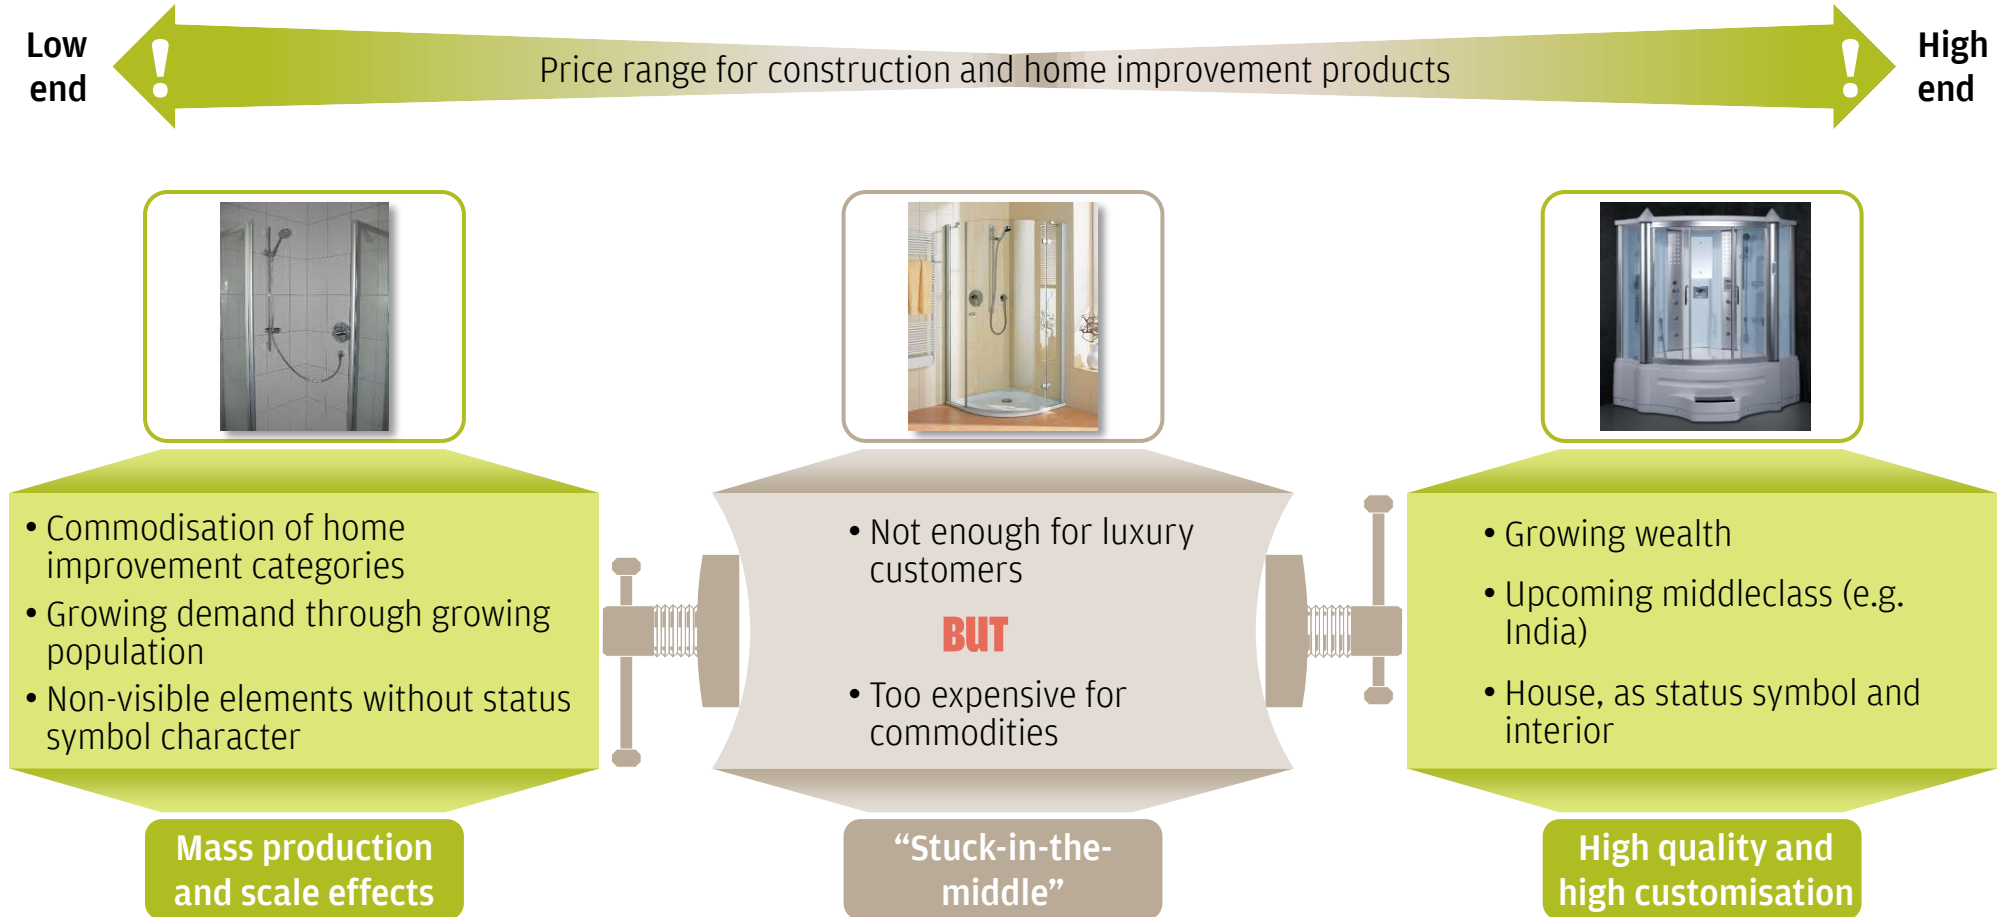 Low
end
!
Price range for construction and home improvement products
!
High
end
• Commodisation of home
improvement categories
• Growing demand through growing
population
• Non-visible elements without status
symbol character
• Not enough for luxury
customers
BUT
• Too expensive for
commodities
• Growing wealth
• Upcoming middleclass (e.g.
India)
• House, as status symbol and
interior
Mass production
and scale effects
“Stuck-in-the-
middle”
High quality and
high customisation